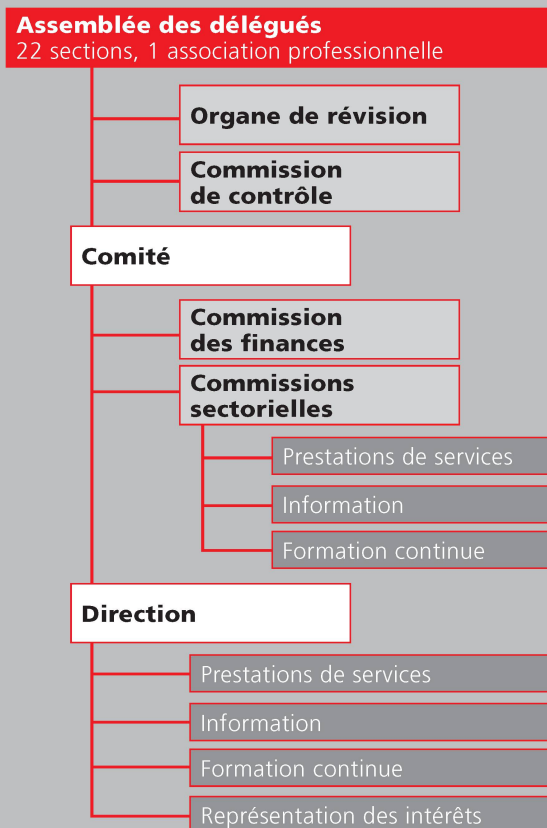 Assemblée des délégués
22 sections, 1 association professionnelle
Organe de révision
Commission
de contrôle
Comité
Commission
des finances
Commissions
sectorielles
Prestations de services
Information
Formation continue
Direction
Prestations de services
Information
Formation continue
Représentation des intérêts